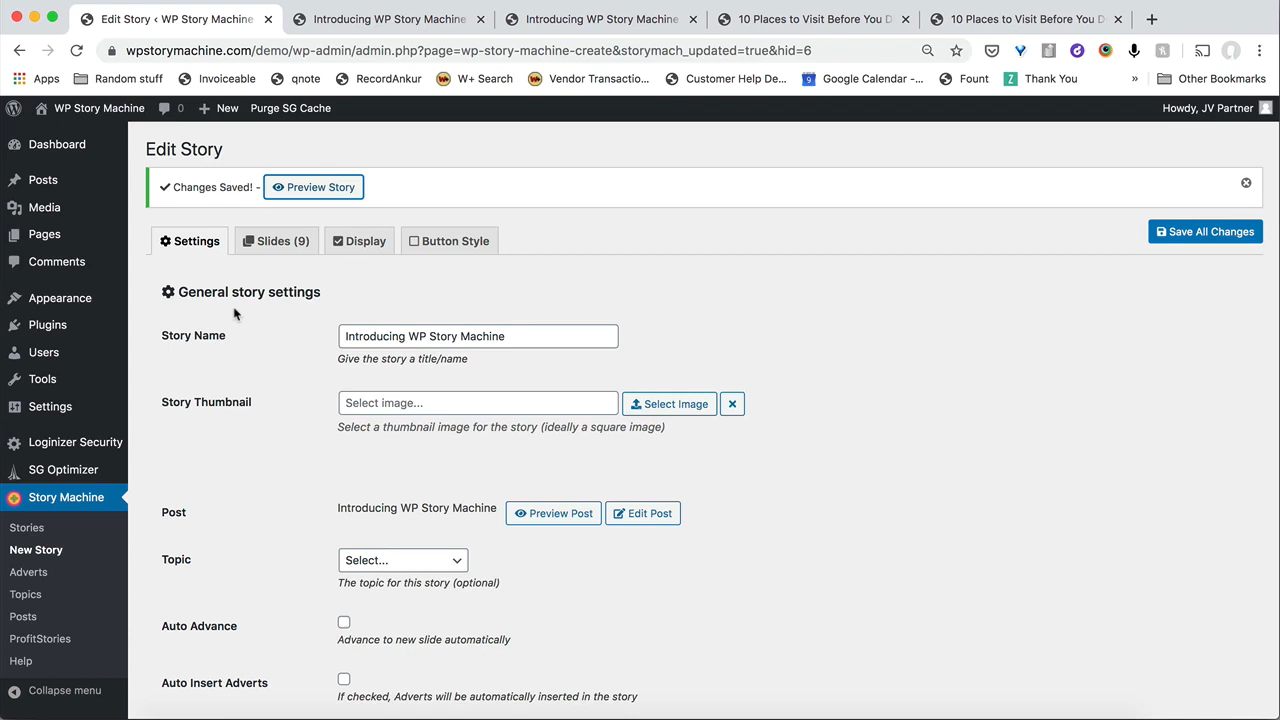 Edit Story < WP Story Machine
Introducing WP Story Machine
Introducing WP Story Machine
10 Places to Visit Before You D
10 Places to Visit Before You D
wpstorymachine.com/demo/wp-admin/admin.php?page=wp-story-machine-create&storymach_updated=true&hid=6
Apps
Random stuff
Invoiceable
qnote
RecordAnkur
W+ Search
Vendor Transactio...
Customer Help De...
Google Calendar -...
Fount
Thank You
»
Other Bookmarks
WP Story Machine
0
New
Purge SG Cache
Howdy, JV Partner
Dashboard
Posts
Media
Pages
Comments
Appearance
Plugins
Users
Tools
Settings
Loginizer Security
SG Optimizer
Story Machine
Stories
New Story
Adverts
Topics
Posts
ProfitStories
Help
Collapse menu
Edit Story
Changes Saved! - Preview Story
Settings
Slides (9)
Display
Button Style
Save All Changes
General story settings
Story Name
Introducing WP Story Machine
Give the story a title/name
Story Thumbnail
Select image...
Select Image
Select a thumbnail image for the story (ideally a square image)
Post
Introducing WP Story Machine
Preview Post
Edit Post
Topic
Select...
The topic for this story (optional)
Auto Advance
Advance to new slide automatically
Auto Insert Adverts
If checked, Adverts will be automatically inserted in the story